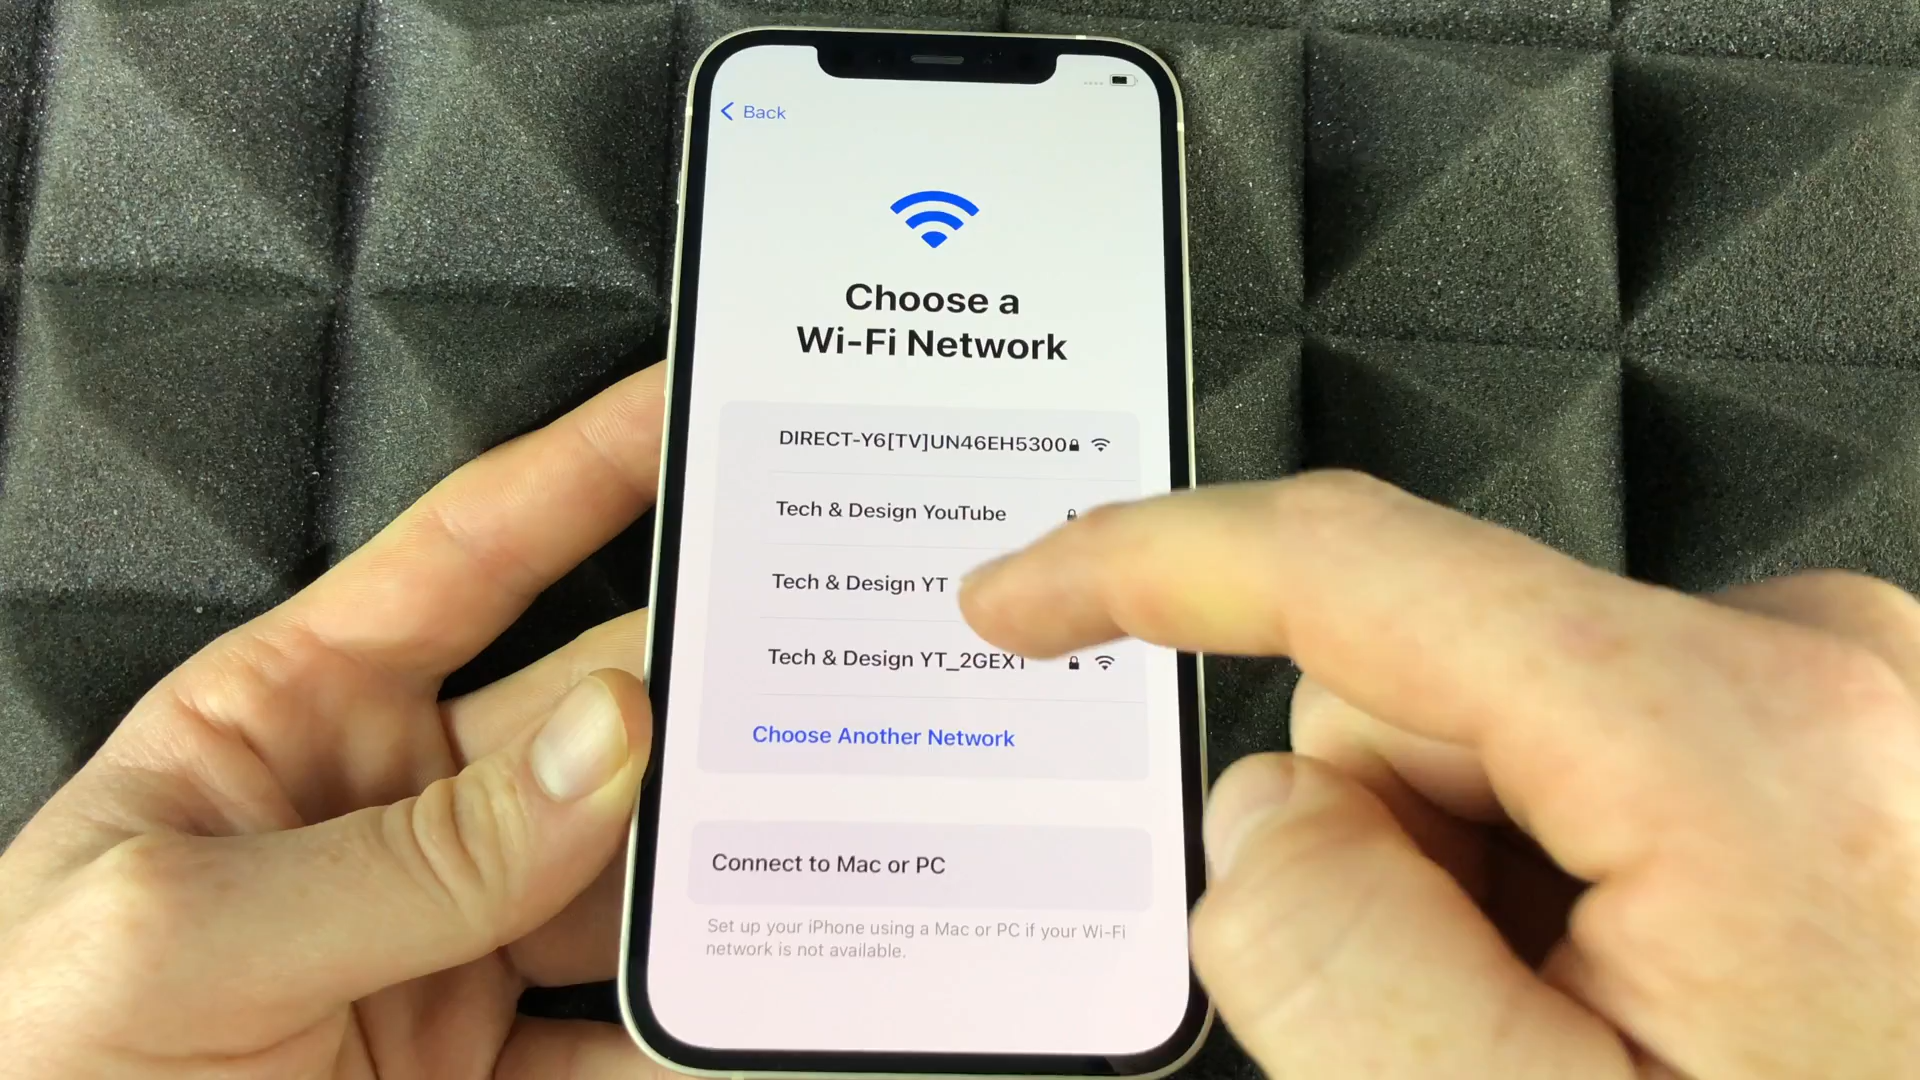 Back
Choose a
Wi-Fi Network
DIRECT-Y6[TV]UN46EH5300
Tech & Design YouTube
Tech & Design YT
Tech & Design YT_2GEXT
Choose Another Network
Connect to Mac or PC
Set up your iPhone using a Mac or PC if your Wi-Fi
network is not available.